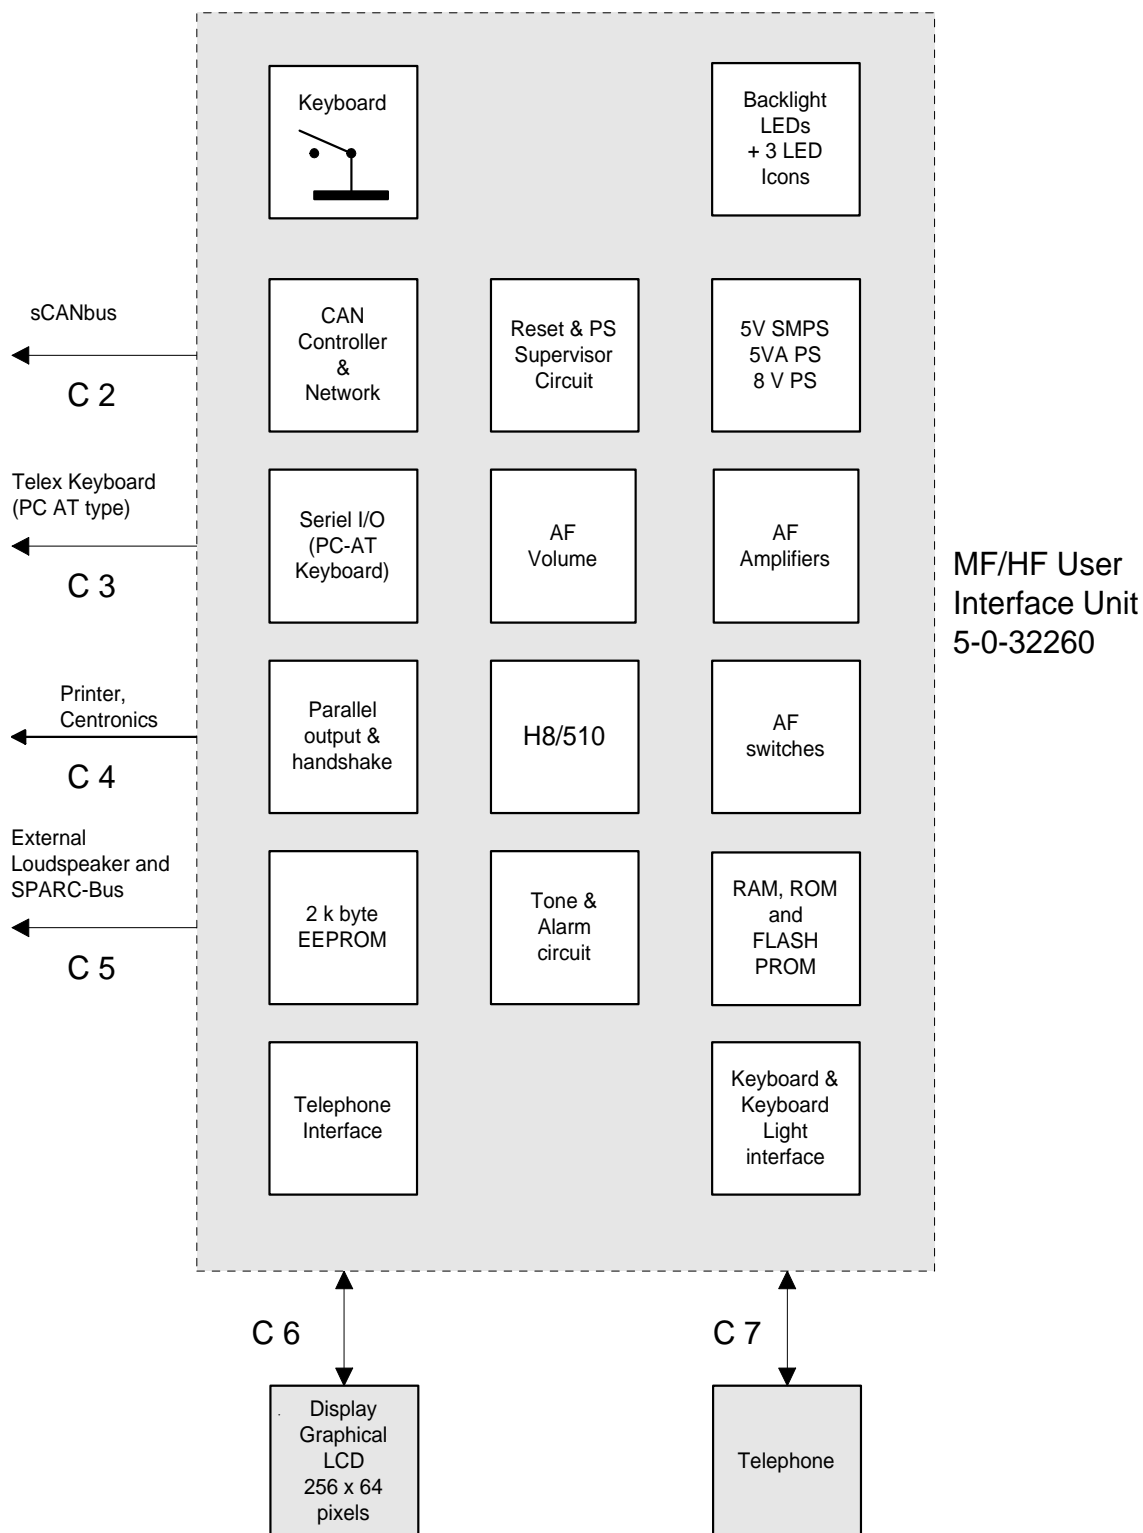 Keyboard
Backlight
LEDs
+ 3 LED
Icons
sCANbus
C 2
CAN
Controller
&
Network
Reset & PS
Supervisor
Circuit
5V SMPS
5VA PS
8 V PS
Telex Keyboard
(PC AT type)
C 3
Seriel I/O
(PC-AT
Keyboard)
AF
Volume
AF
Amplifiers
MF/HF User
Interface Unit
5-0-32260
Printer,
Centronics
C 4
Parallel
output &
handshake
H8/510
AF
switches
External
Loudspeaker and
SPARC-Bus
C 5
2 k byte
EEPROM
Tone &
Alarm
circuit
RAM, ROM
and
FLASH
PROM
Telephone
Interface
Keyboard &
Keyboard
Light
interface
C 6
C 7
Display
Graphical
LCD
256 x 64
pixels
Telephone